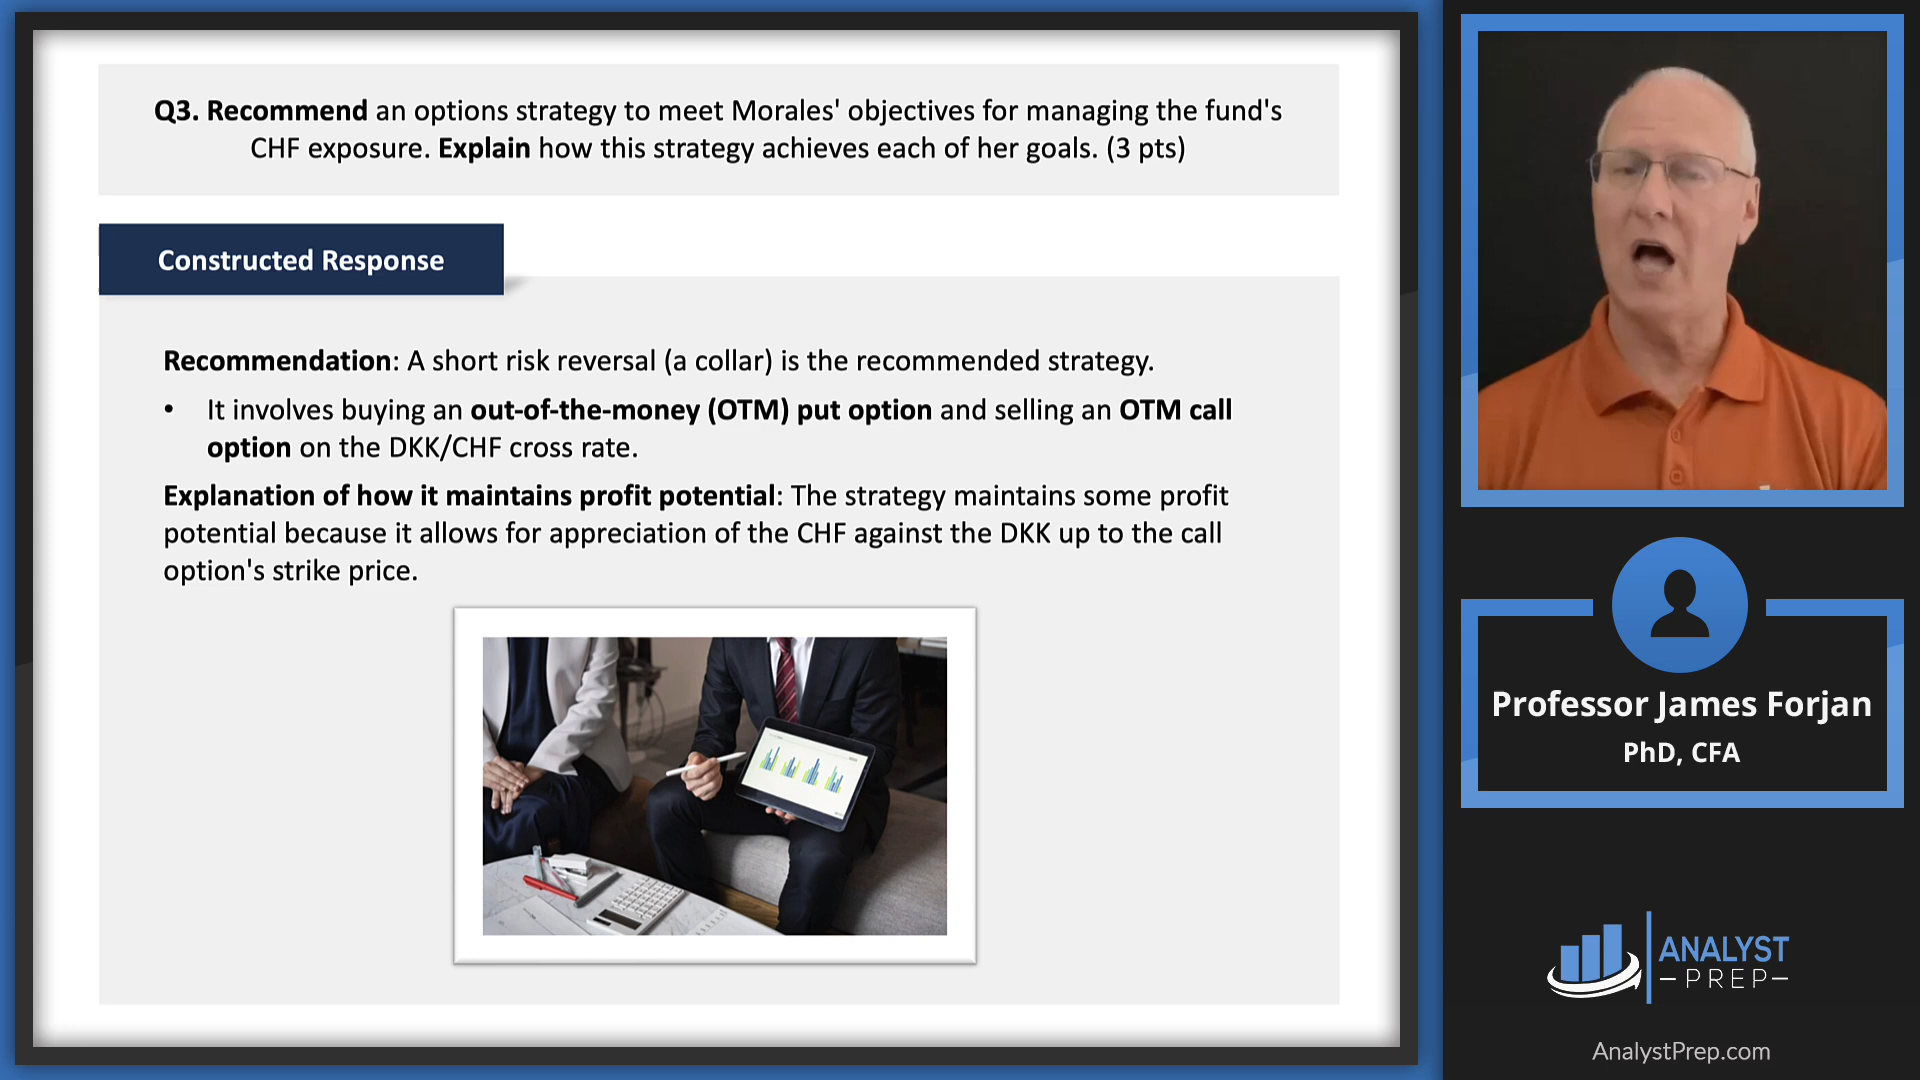 Q3. Recommend an options strategy to meet Morales' objectives for managing the fund's
CHF exposure. Explain how this strategy achieves each of her goals. (3 pts)
Constructed Response
Recommendation: A short risk reversal (a collar) is the recommended strategy.
• It involves buying an out-of-the-money (OTM) put option and selling an OTM call
option on the DKK/CHF cross rate.
Explanation of how it maintains profit potential: The strategy maintains some profit
potential because it allows for appreciation of the CHF against the DKK up to the call
option's strike price.
Professor James Forjan
PhD, CFA
ANALYST
PREP
AnalystPrep.com